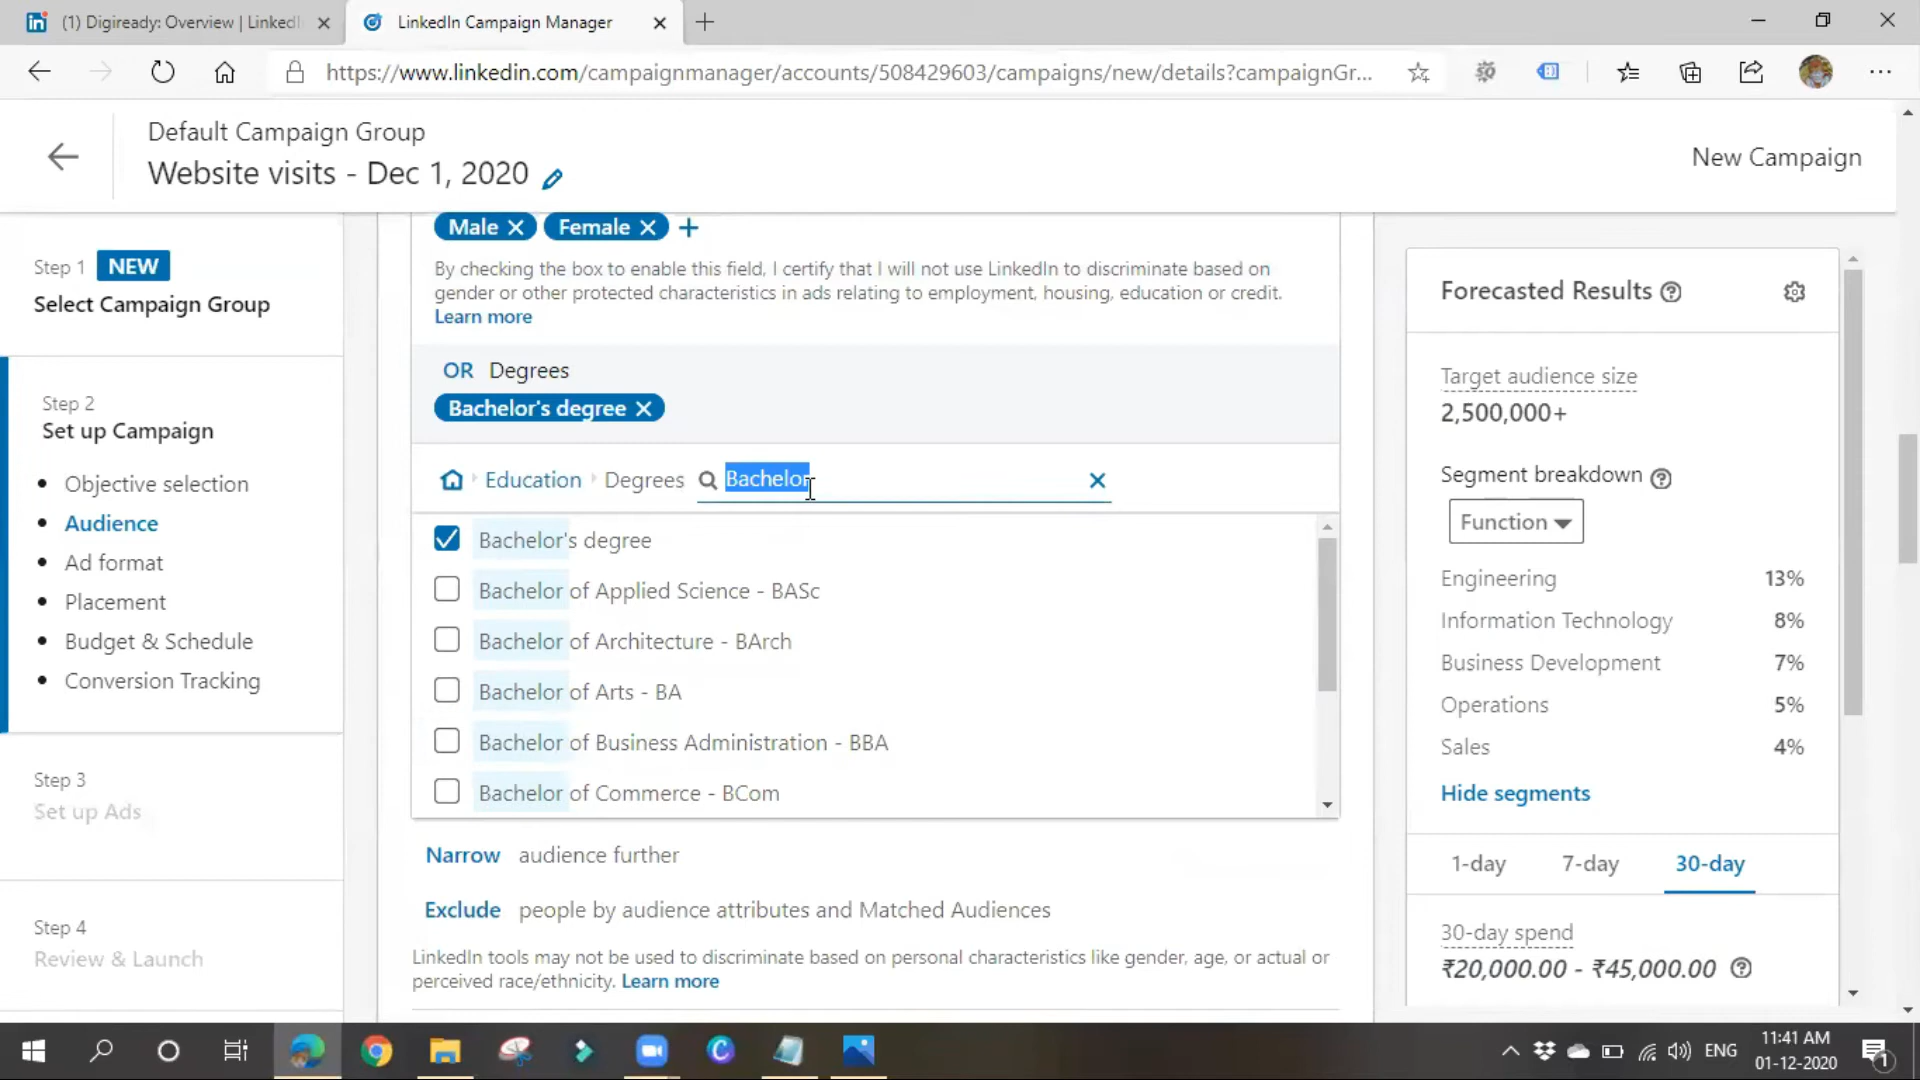 (1) Digiready: Overview | Linked
LinkedIn Campaign Manager
https://www.linkedin.com/campaignmanager/accounts/508429603/campaigns/new/details?campaignGr...
Default Campaign Group
Website visits - Dec 1, 2020
New Campaign
Step 1 NEW
Select Campaign Group
Step 2
Set up Campaign
Objective selection
Audience
Ad format
Placement
Budget & Schedule
Conversion Tracking
Step 3
Set up Ads
Step 4
Review & Launch
Male Female
By checking the box to enable this field, I certify that I will not use LinkedIn to discriminate based on
gender or other protected characteristics in ads relating to employment, housing, education or credit.
Learn more
OR Degrees
Bachelor's degree
Education Degrees Bachelor
Bachelor's degree
Bachelor of Applied Science - BASc
Bachelor of Architecture - BArch
Bachelor of Arts - BA
Bachelor of Business Administration - BBA
Bachelor of Commerce - BCom
Narrow audience further
Exclude people by audience attributes and Matched Audiences
LinkedIn tools may not be used to discriminate based on personal characteristics like gender, age, or actual or
perceived race/ethnicity. Learn more
Forecasted Results
Target audience size
2,500,000+
Segment breakdown
Function
Engineering 13%
Information Technology 8%
Business Development 7%
Operations 5%
Sales 4%
Hide segments
1-day 7-day 30-day
30-day spend
₹20,000.00 - ₹45,000.00
ENG
11:41 AM
01-12-2020
1